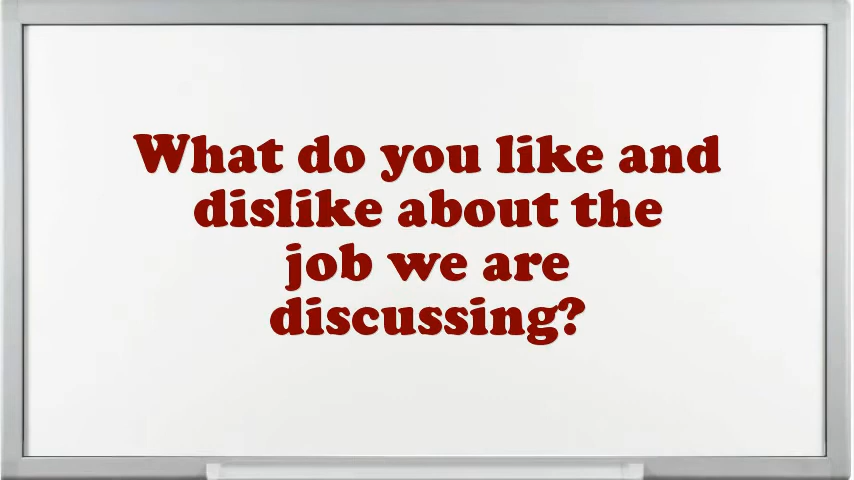 What do you like and
dislike about the
job we are
discussing?